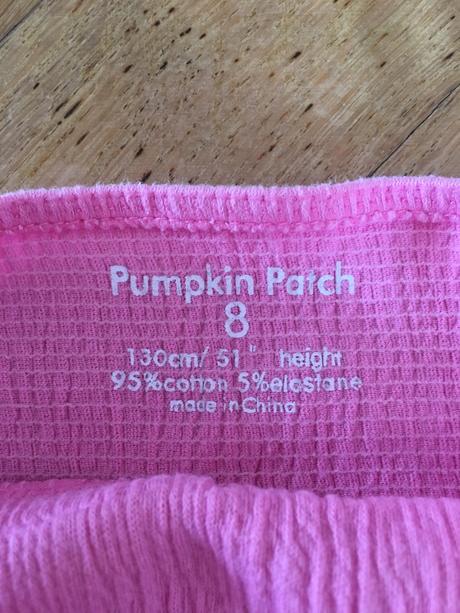 Pumpkin Patch
8
130cm/ 51" height
95%cotton 5%elastane
made in China